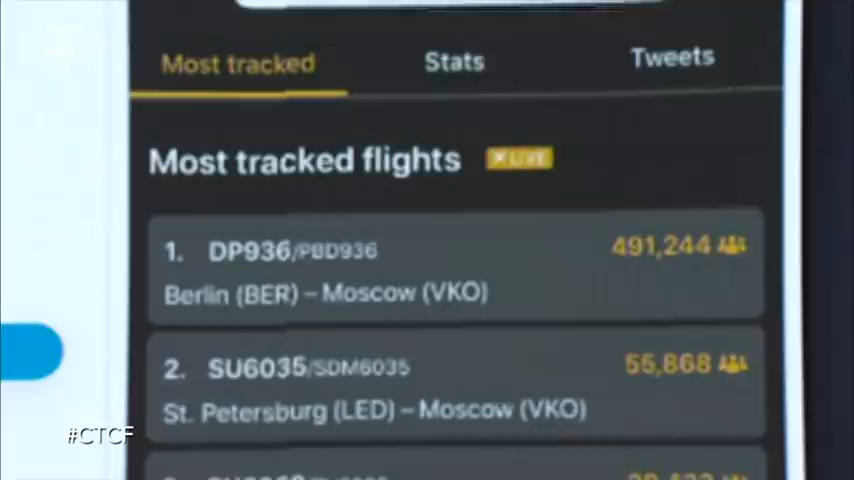 Most tracked Stats Tweets
Most tracked flights LIVE
1. DP936/PBD936 491,244
Berlin (BER) – Moscow (VKO)
2. SU6035/SDM6035 55,868
St. Petersburg (LED) – Moscow (VKO)
#CTCF